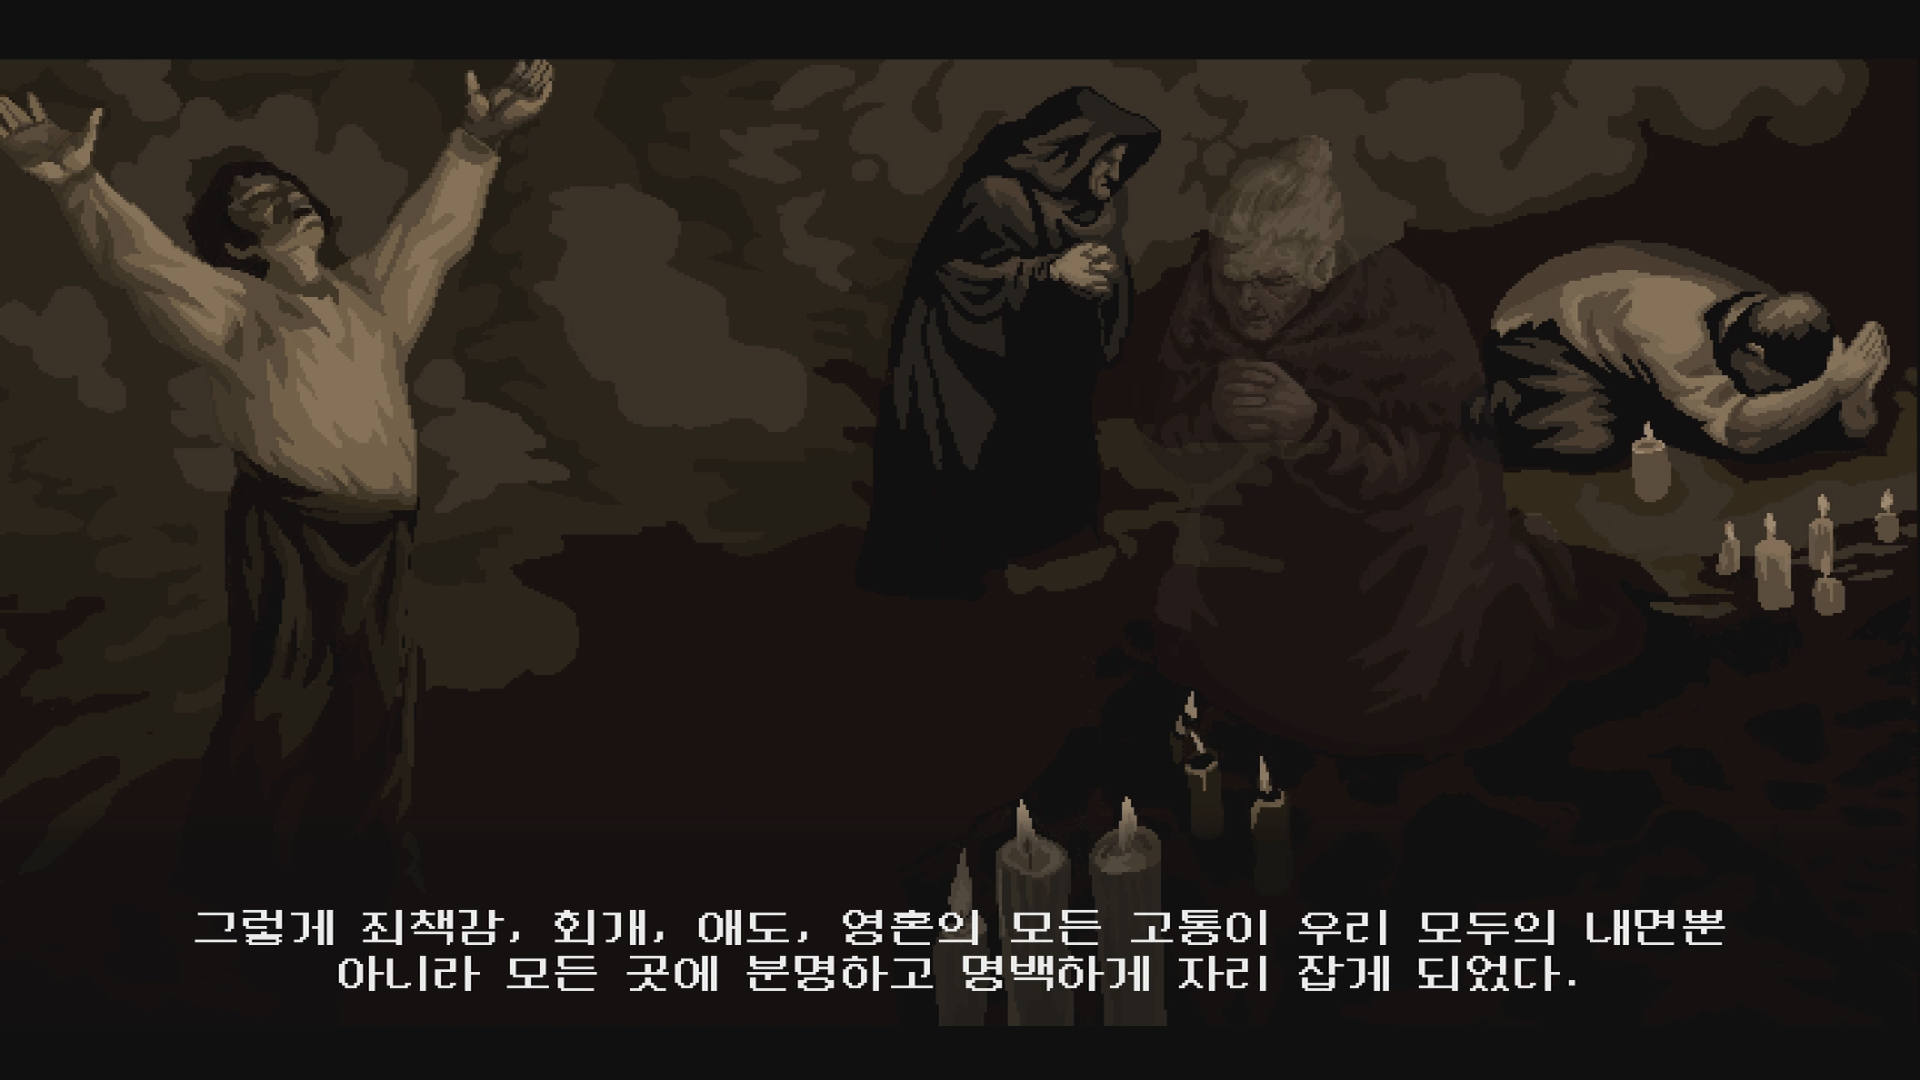 그렇게 죄책감, 회개, 애도, 영혼의 모든 고통이 우리 모두의 내면뿐
아니라 모든 곳에 분명하고 명백하게 자리 잡게 되었다.